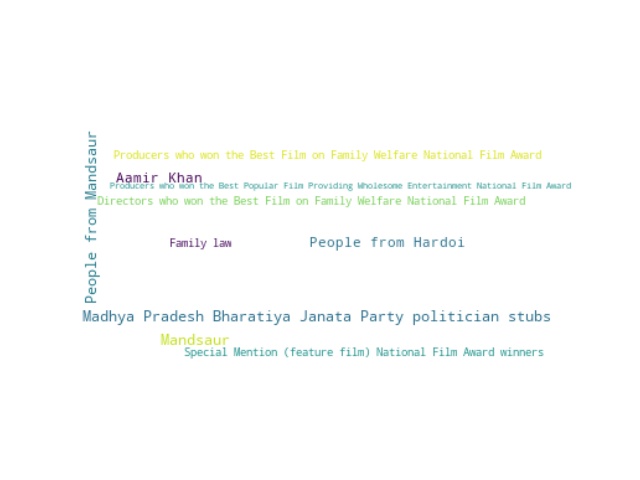 People from Mandsaur
Producers who won the Best Film on Family Welfare National Film Award
Aamir Khan
Producers who won the Best Popular Film Providing Wholesome Entertainment National Film Award
Directors who won the Best Film on Family Welfare National Film Award
Family law
People from Hardoi
Madhya Pradesh Bharatiya Janata Party politician stubs
Mandsaur
Special Mention (feature film) National Film Award winners